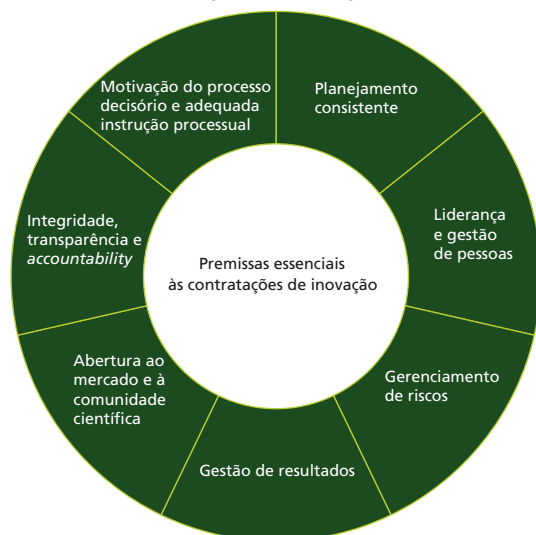 Motivação do processo
decisório e adequada
instrução processual
Planejamento
consistente
Liderança
e gestão
de pessoas
Gerenciamento
de riscos
Gestão de resultados
Abertura ao
mercado e à
comunidade
científica
Integridade,
transparência e
accountability
Premissas essenciais
às contratações de inovação